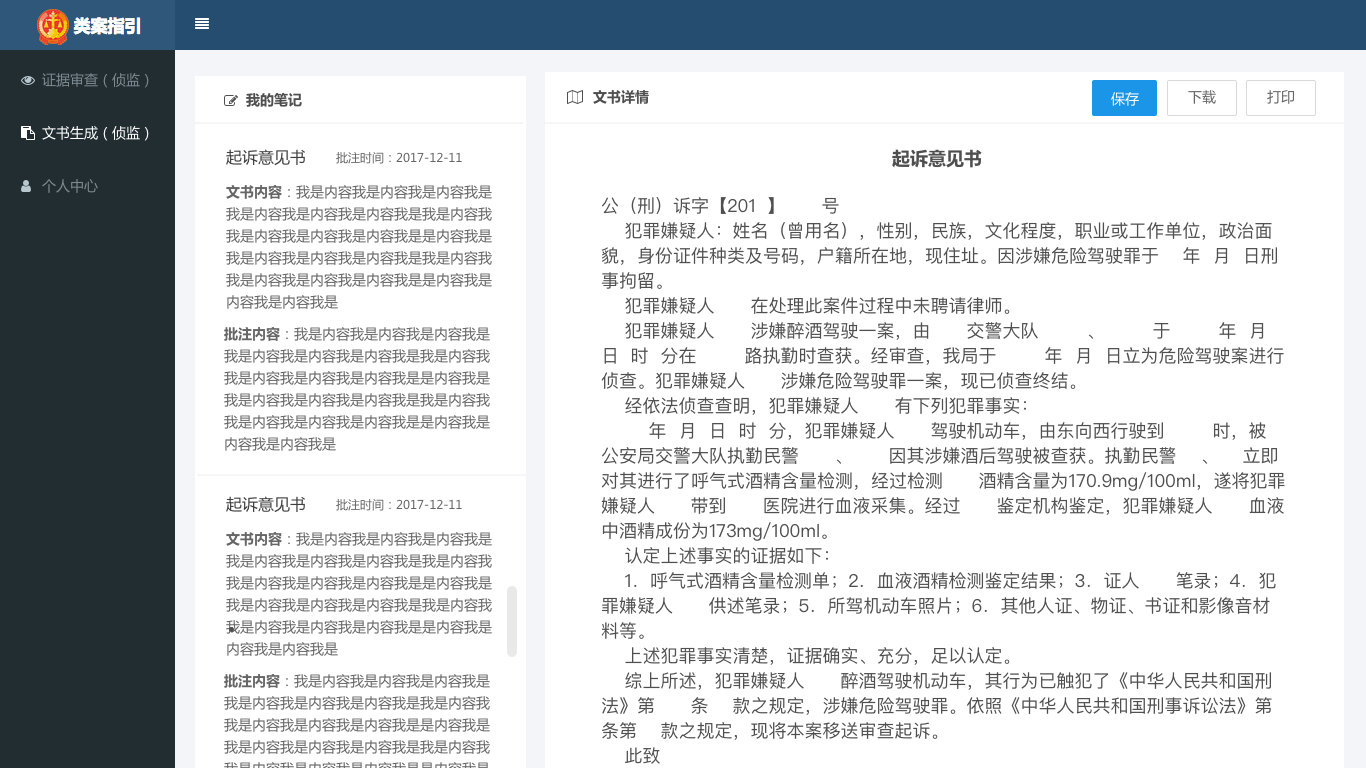 类案指引
证据审查 ( 侦监 )
文书生成 ( 侦监 )
个人中心
我的笔记
起诉意见书 批注时间：2017-12-11
文书内容：我是内容我是内容我是内容我是
我是内容我是内容我是内容我是我是内容
我是内容我是内容我是内容我是内容我是
我是内容我是内容我是内容我是我是内容
我是内容我是内容我是内容我是是内容我是
内容我是内容我是
批注内容：我是内容我是内容我是内容我是
我是内容我是内容我是内容我是我是内容我
我是内容我是内容我是内容我是内容我是
我是内容我是内容我是内容我是我是内容我
我是内容我是内容我是内容我是是内容我是
内容我是内容我是
起诉意见书 批注时间：2017-12-11
文书内容：我是内容我是内容我是内容我是
我是内容我是内容我是内容我是我是内容我
我是内容我是内容我是内容我是内容我是
我是内容我是内容我是内容我是我是内容我
我是内容我是内容我是内容我是是内容我是
内容我是内容我是
批注内容：我是内容我是内容我是内容我是
我是内容我是内容我是内容我是我是内容我
我是内容我是内容我是内容我是内容我是
我是内容我是内容我是内容我是我是内容我
文书详情
保存
下载
打印
起诉意见书
公（刑）诉字【201 】 号
犯罪嫌疑人：姓名（曾用名），性别，民族，文化程度，职业或工作单位，政治面
貌，身份证件种类及号码，户籍所在地，现住址。因涉嫌危险驾驶罪于 年 月 日刑
事拘留。
犯罪嫌疑人 在处理此案件过程中未聘请律师。
犯罪嫌疑人 涉嫌醉酒驾驶一案，由 交警大队 、 于 年 月
日 时 分在 路执勤时查获。经审查，我局于 年 月 日立为危险驾驶案进行
侦查。犯罪嫌疑人 涉嫌危险驾驶罪一案，现已侦查终结。
经依法侦查查明，犯罪嫌疑人 有下列犯罪事实：
年 月 日 时 分，犯罪嫌疑人 驾驶机动车，由东向西行驶到 时，被
公安局交警大队执勤民警 、 因其涉嫌酒后驾驶被查获。执勤民警 、 立即
对其进行了呼气式酒精含量检测，经过检测 酒精含量为170.9mg/100ml，遂将犯罪
嫌疑人 带到 医院进行血液采集。经过 鉴定机构鉴定，犯罪嫌疑人 血液
中酒精成份为173mg/100ml。
认定上述事实的证据如下：
1．呼气式酒精含量检测单；2．血液酒精检测鉴定结果；3．证人 笔录；4．犯
罪嫌疑人 供述笔录；5．所驾机动车照片；6．其他人证、物证、书证和影像音材
料等。
上述犯罪事实清楚，证据确实、充分，足以认定。
综上所述，犯罪嫌疑人 醉酒驾驶机动车，其行为已触犯了《中华人民共和国刑
法》第 条 款之规定，涉嫌危险驾驶罪。依照《中华人民共和国刑事诉讼法》第
条第 款之规定，现将本案移送审查起诉。
此致